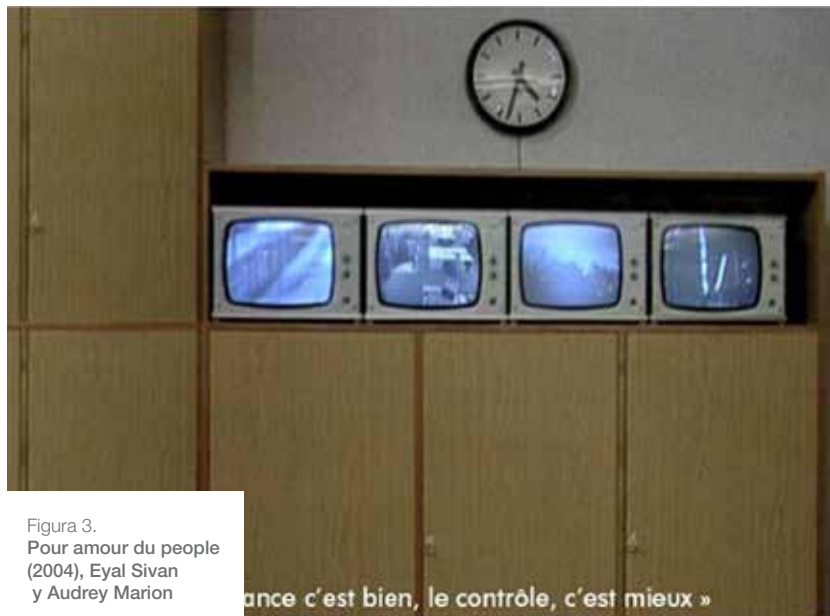 Figura 3.
Pour amour du people
(2004), Eyal Sivan
y Audrey Marion
ance c'est bien, le contrôle, c'est mieux »